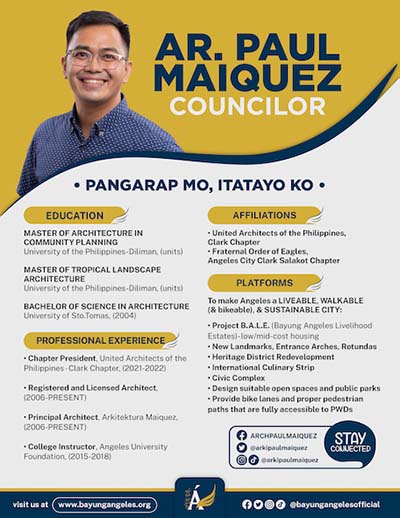 AR. PAUL
MAIQUEZ
COUNCILOR
• PANGARAP MO, ITATAYO KO •
EDUCATION
MASTER OF ARCHITECTURE IN
COMMUNITY PLANNING
University of the Philippines-Diliman, (units)
MASTER OF TROPICAL LANDSCAPE
ARCHITECTURE
University of the Philippines-Diliman, (units)
BACHELOR OF SCIENCE IN ARCHITECTURE
University of Sto.Tomas, (2004)
PROFESSIONAL EXPERIENCE
• Chapter President, United Architects of the
Philippines - Clark Chapter, (2021-2022)
• Registered and Licensed Architect,
(2006-PRESENT)
• Principal Architect, Arkitektura Maiquez,
(2006-PRESENT)
• College Instructor, Angeles University
Foundation, (2015-2018)
AFFILIATIONS
• United Architects of the Philippines,
Clark Chapter
• Fraternal Order of Eagles,
Angeles City Clark Salakot Chapter
PLATFORMS
To make Angeles a LIVEABLE, WALKABLE
(& bikeable), & SUSTAINABLE CITY:
• Project B.A.L.E. (Bayung Angeles Livelihood
Estates)-low/mid-cost housing
• New Landmarks, Entrance Arches, Rotundas
• Heritage District Redevelopment
• International Culinary Strip
• Civic Complex
• Design suitable open spaces and public parks
• Provide bike lanes and proper pedestrian
paths that are fully accessible to PWDs
ARCHPAULMAIQUEZ
@arkipaulmaiquez
@arkipaulmaiquez
STAY
CONNECTED
visit us at www.bayungangeles.org
Á
@bayungangelesofficial